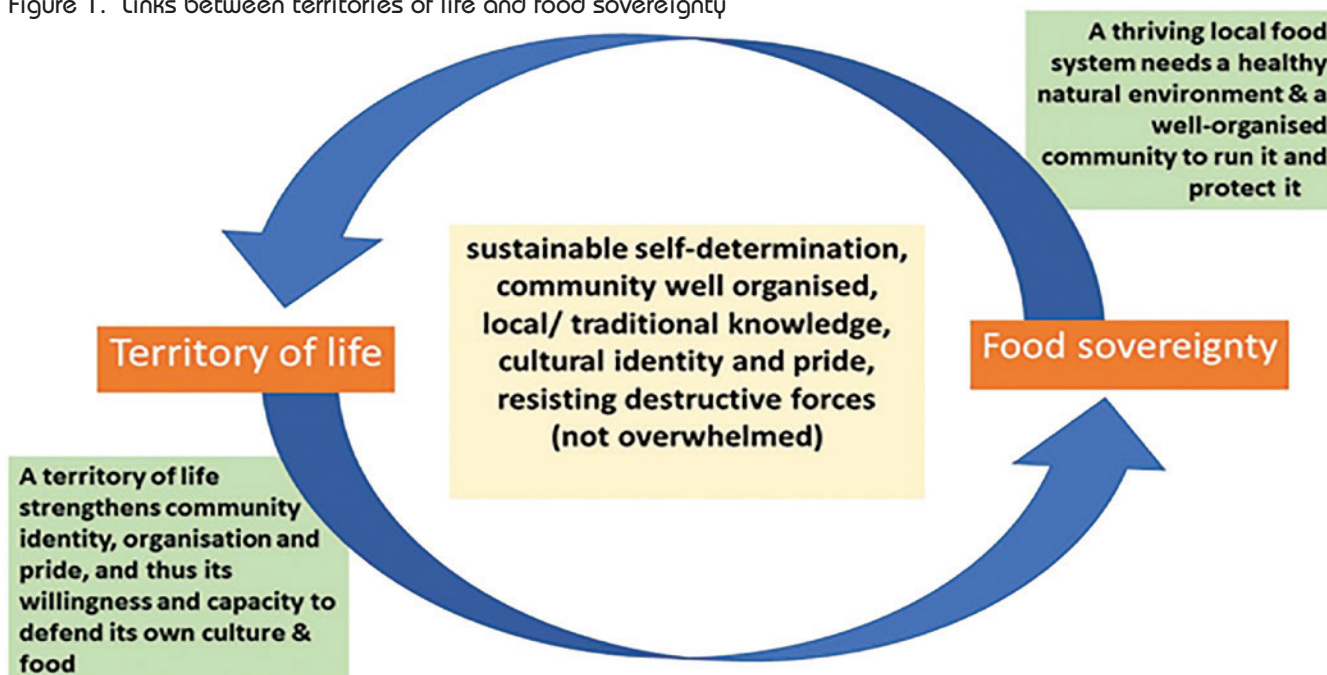 Figure 1.  Links between territories of life and food sovereignty
A thriving local food
system needs a healthy
natural environment & a
well-organised
community to run it and
protect it
sustainable self-determination,
community well organised,
local/ traditional knowledge,
cultural identity and pride,
resisting destructive forces
(not overwhelmed)
Territory of life
Food sovereignty
A territory of life
strengthens community
identity, organisation and
pride, and thus its
willingness and capacity to
defend its own culture &
food